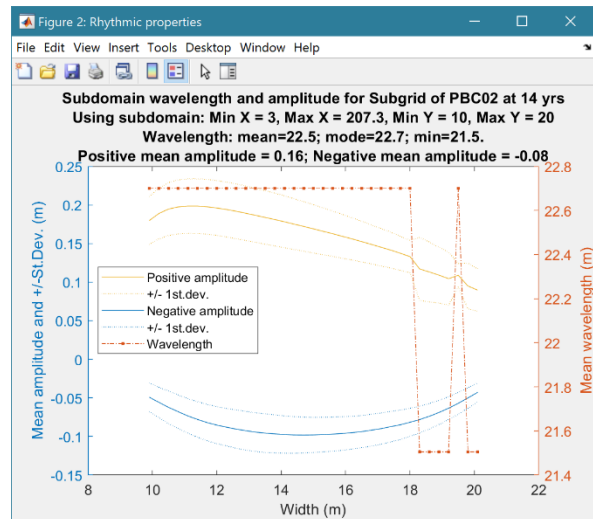 Figure 2: Rhythmic properties
File Edit View Insert Tools Desktop Window Help
Subdomain wavelength and amplitude for Subgrid of PBC02 at 14 yrs
Using subdomain: Min X = 3, Max X = 207.3, Min Y = 10, Max Y = 20
Wavelength: mean=22.5; mode=22.7; min=21.5.
Positive mean amplitude = 0.16; Negative mean amplitude = -0.08
Mean amplitude and +/-St.Dev. (m)
0.25
0.2
0.15
0.1
0.05
0
-0.05
-0.1
-0.15
Positive amplitude
+/- 1st.dev.
Negative amplitude
+/- 1st.dev.
Wavelength
22.8
22.6
22.4
22.2
22
21.8
21.6
21.4
Mean wavelength (m)
8 10 12 14 16 18 20 22
Width (m)